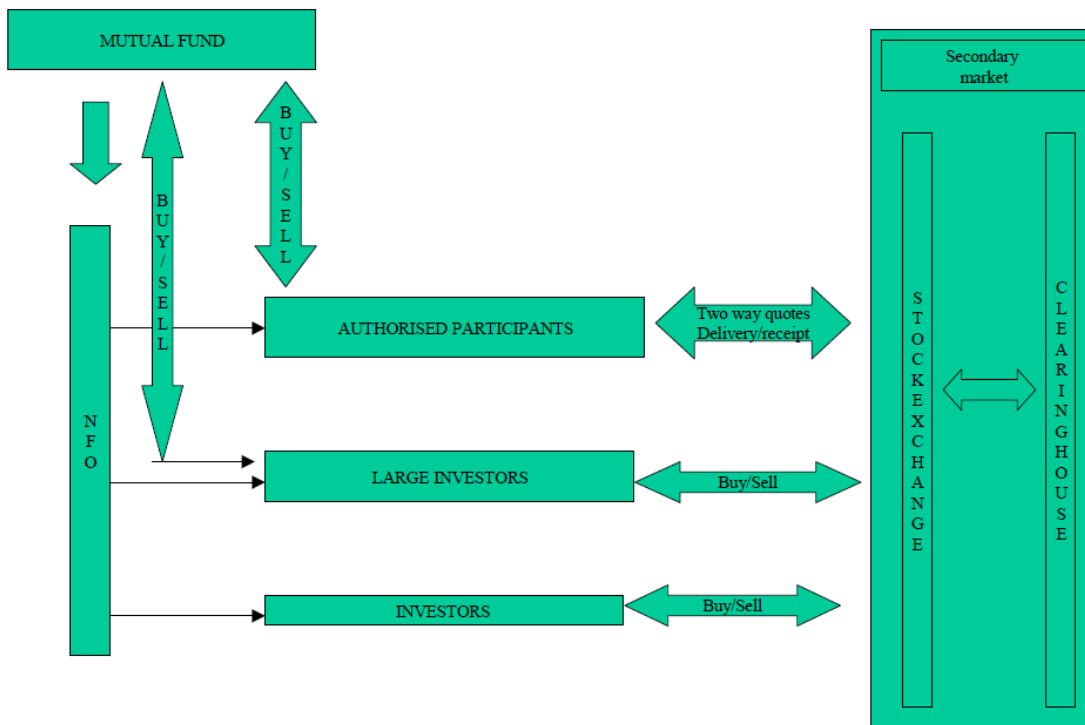 MUTUAL FUND
Secondary
market
BUY/SELL
BUY/SELL
NFO
AUTHORISED PARTICIPANTS
Two way quotes
Delivery/receipt
LARGE INVESTORS
Buy/Sell
INVESTORS
Buy/Sell
STOCKEXCHANGE
CLEARINGHOUSE